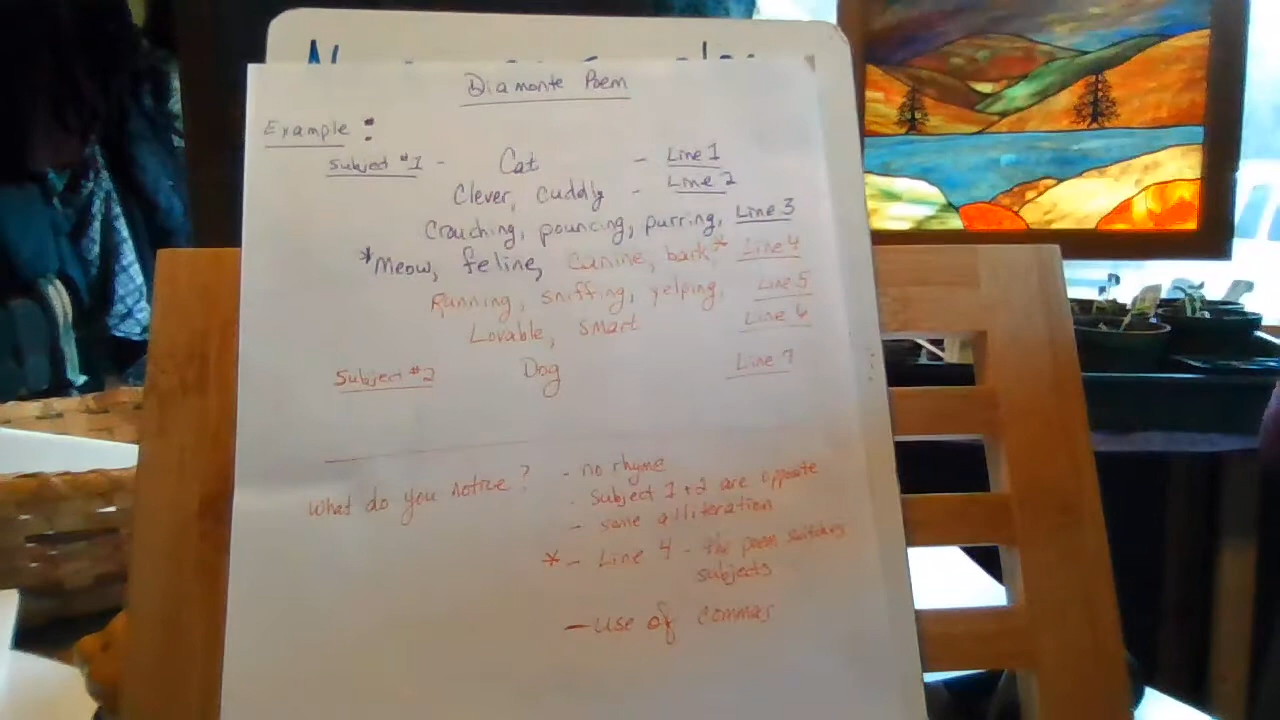 Diamonte Poem
Example :
Subject #1 - Cat - Line 1
Clever, cuddly - Line 2
Crouching, pouncing, purring, Line 3
*Meow, feline, canine, bark* Line 4
Running, sniffing, yelping, Line 5
Lovable, smart Line 6
Subject #2 Dog Line 7
What do you notice? - no rhyme
- Subject 1 + 2 are opposite
- some alliteration
* - Line 4 - the poem switches
subjects
- use of commas